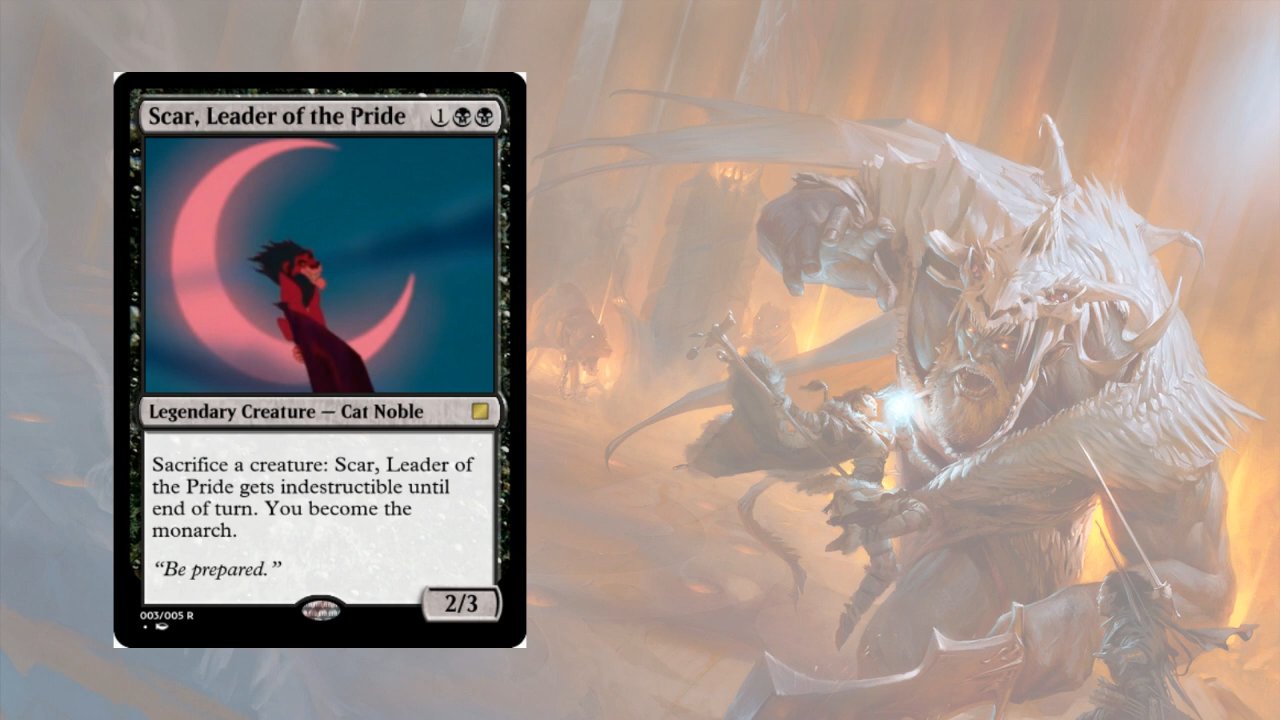 Scar, Leader of the Pride 1
Legendary Creature — Cat Noble
Sacrifice a creature: Scar, Leader of
the Pride gets indestructible until
end of turn. You become the
monarch.
“Be prepared.”
2/3
003/005 R